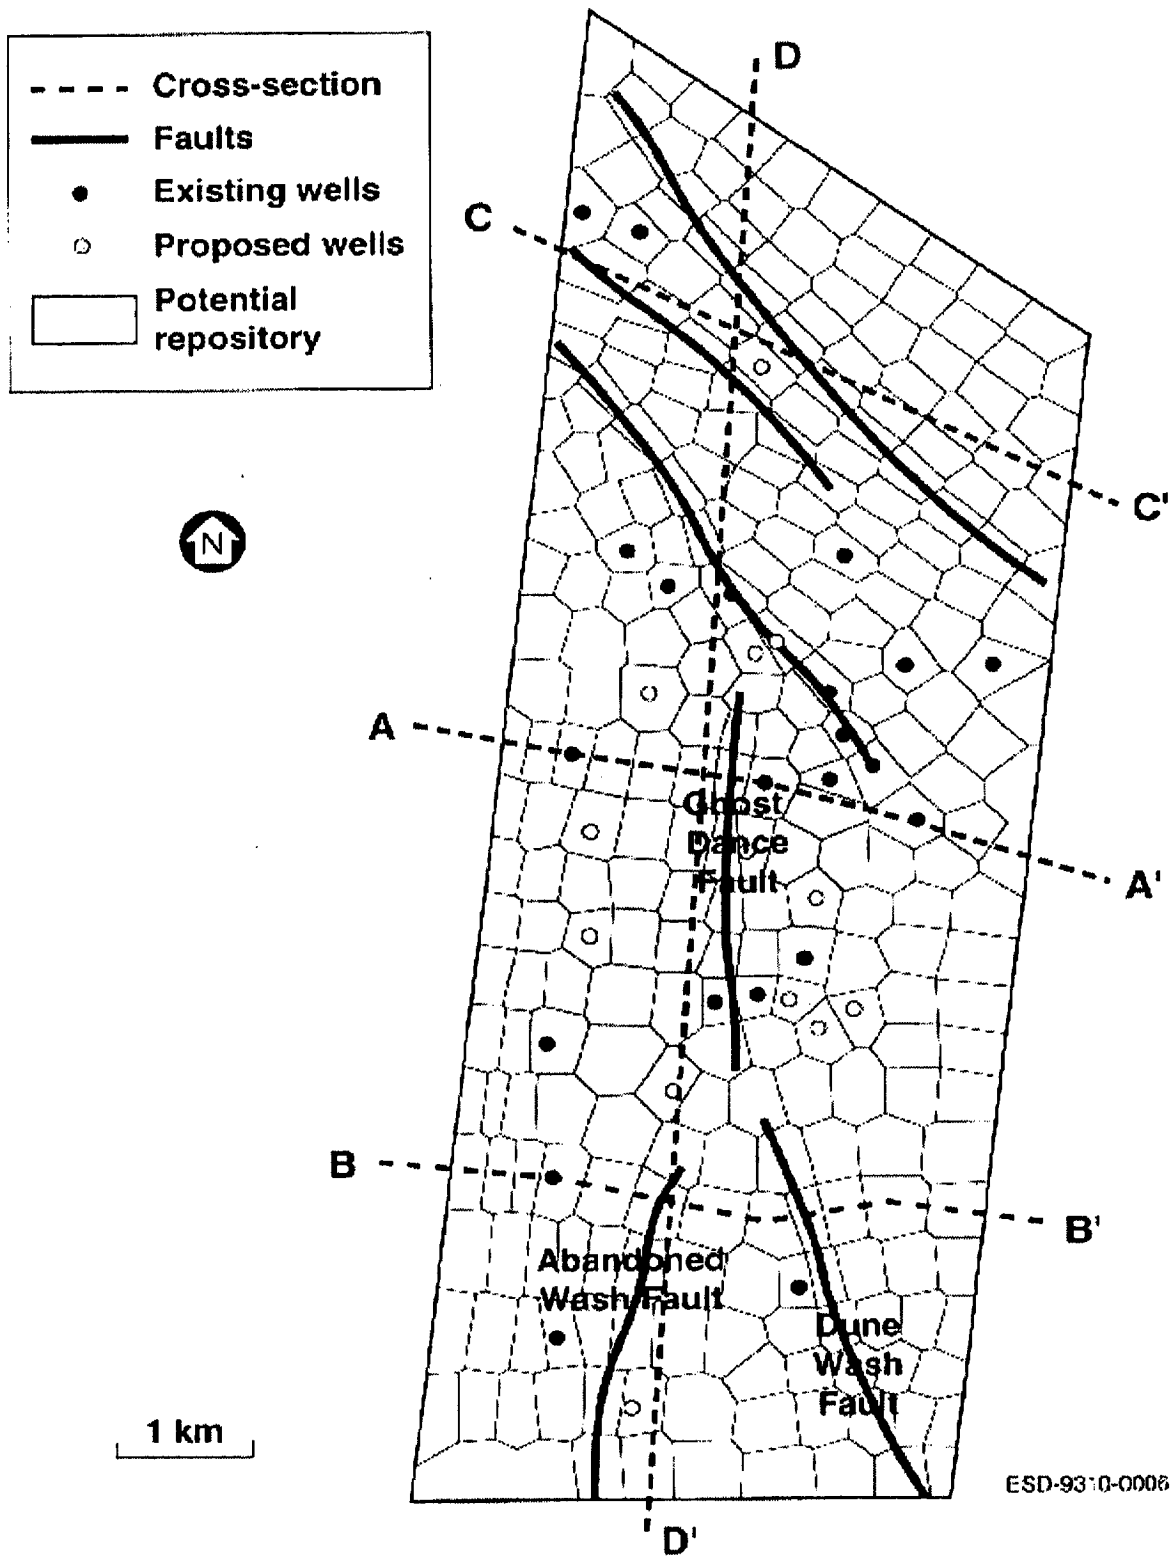 Cross-section
Faults
Existing wells
Proposed wells
Potential
repository
D
C
C'
N
A
Ghost
Dance
Fault
A'
B
B'
Abandoned
Wash Fault
Dune
Wash
Fault
1 km
ESD-9310-0006
D'